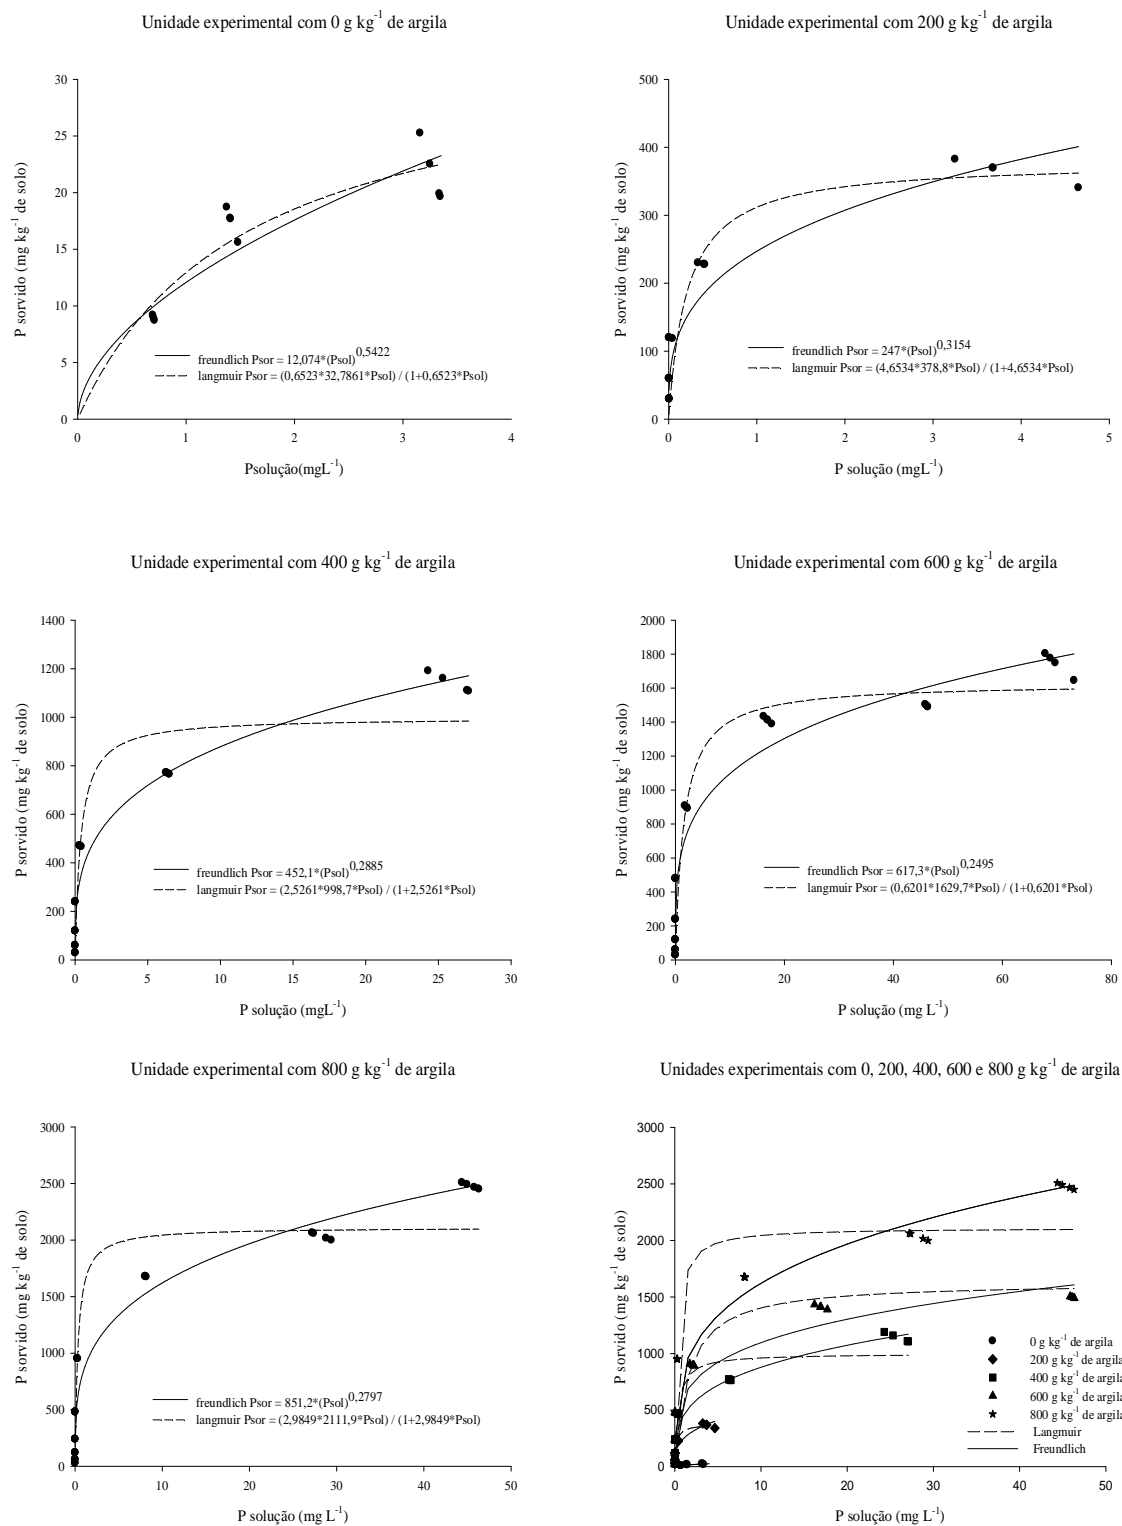 Unidade experimental com 0 g kg-1 de argila
P sorvido (mg kg-1 de solo)
30
25
20
15
10
5
0
freundlich Psor = 12,074*(Psol)0,5422
langmuir Psor = (0,6523*32,7861*Psol) / (1+0,6523*Psol)
0 1 2 3 4
Psolução(mgL-1)
Unidade experimental com 200 g kg-1 de argila
P sorvido (mg kg-1 de solo)
500
400
300
200
100
0
freundlich Psor = 247*(Psol)0,3154
langmuir Psor = (4,6534*378,8*Psol) / (1+4,6534*Psol)
0 1 2 3 4 5
P solução (mgL-1)
Unidade experimental com 400 g kg-1 de argila
P sorvido (mg kg-1 de solo)
1400
1200
1000
800
600
400
200
0
freundlich Psor = 452,1*(Psol)0,2885
langmuir Psor = (2,5261*998,7*Psol) / (1+2,5261*Psol)
0 5 10 15 20 25 30
P solução (mgL-1)
Unidade experimental com 600 g kg-1 de argila
P sorvido (mg kg-1 de solo)
2000
1800
1600
1400
1200
1000
800
600
400
200
0
freundlich Psor = 617,3*(Psol)0,2495
langmuir Psor = (0,6201*1629,7*Psol) / (1+0,6201*Psol)
0 20 40 60 80
P solução (mg L-1)
Unidade experimental com 800 g kg-1 de argila
P sorvido (mg kg-1 de solo)
3000
2500
2000
1500
1000
500
0
freundlich Psor = 851,2*(Psol)0,2797
langmuir Psor = (2,9849*2111,9*Psol) / (1+2,9849*Psol)
0 10 20 30 40 50
P solução (mg L-1)
Unidades experimentais com 0, 200, 400, 600 e 800 g kg-1 de argila
P sorvido (mg kg-1 de solo)
3000
2500
2000
1500
1000
500
0
0 g kg-1 de argila
200 g kg-1 de argila
400 g kg-1 de argila
600 g kg-1 de argila
800 g kg-1 de argila
Langmuir
Freundlich
0 10 20 30 40 50
P solução (mg L-1)